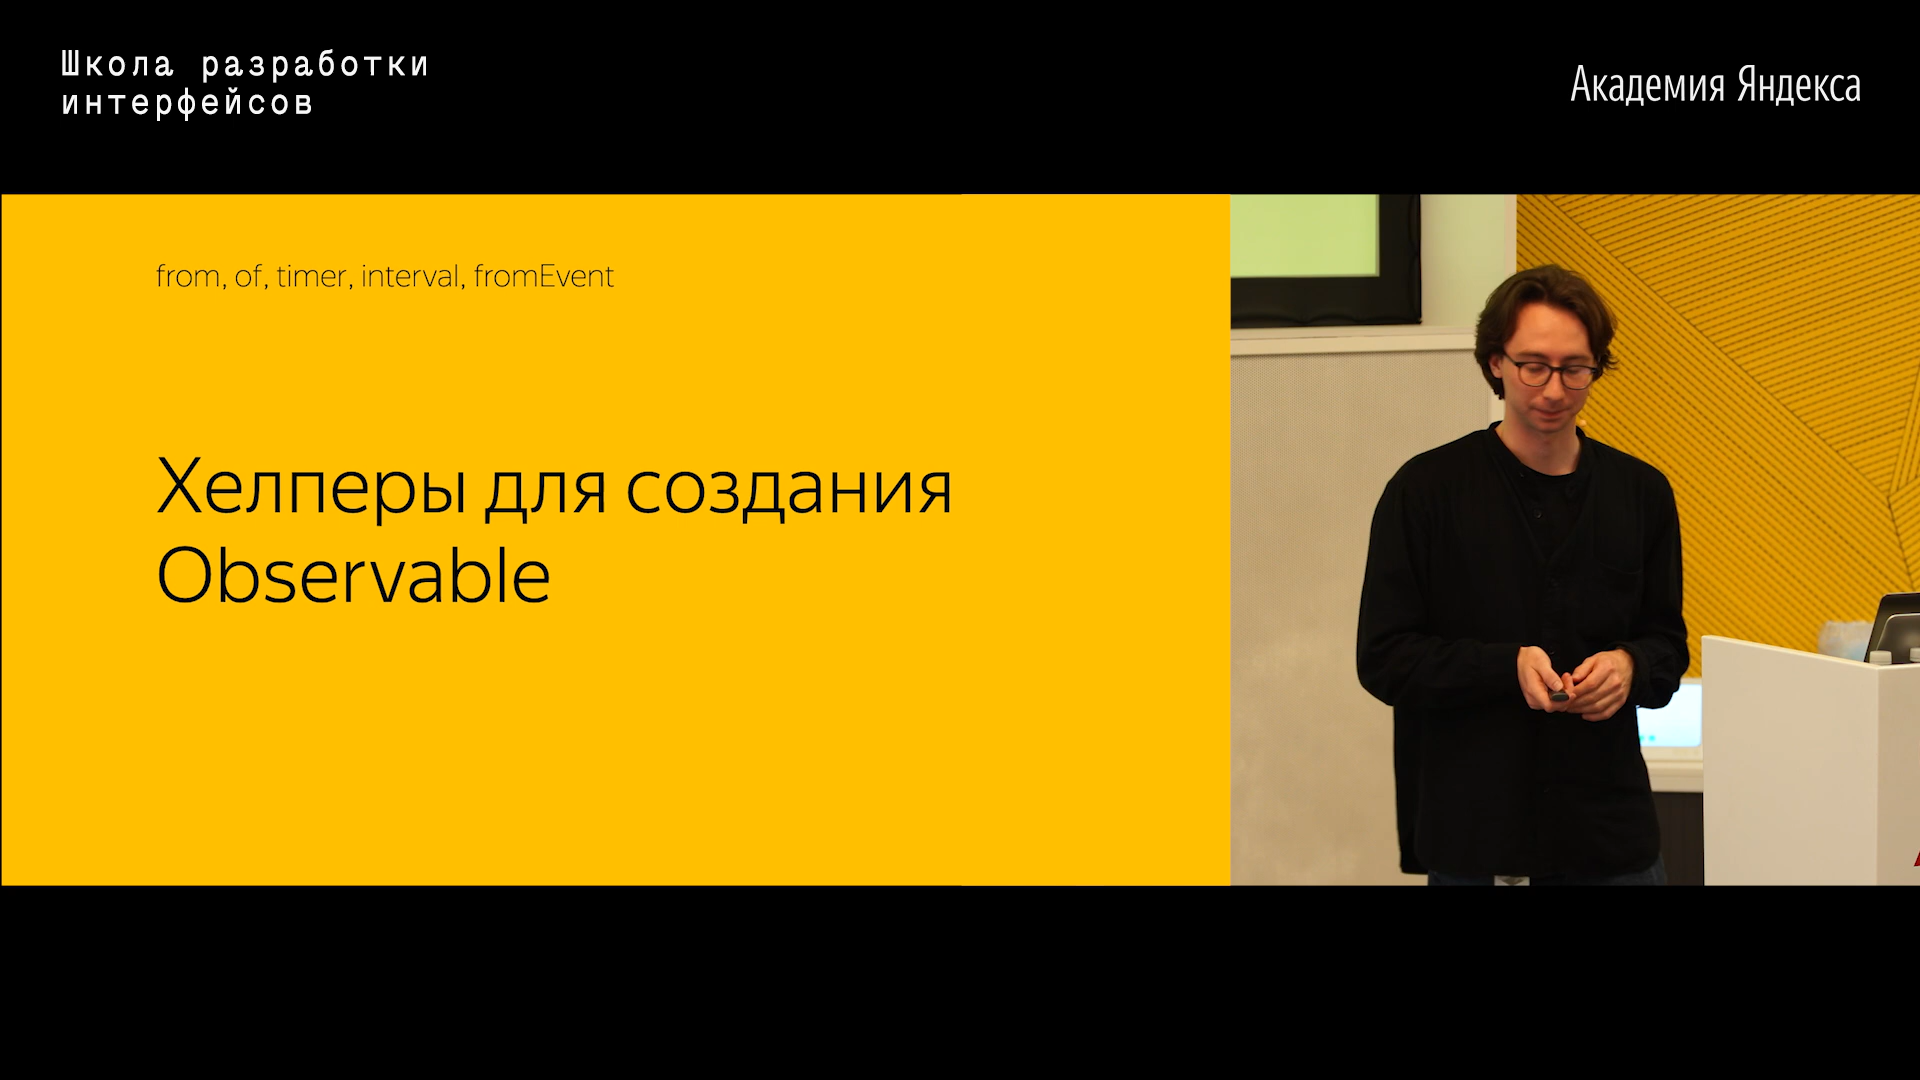 Школа разработки
интерфейсов
Академия Яндекса
from, of, timer, interval, fromEvent
Хелперы для создания
Observable